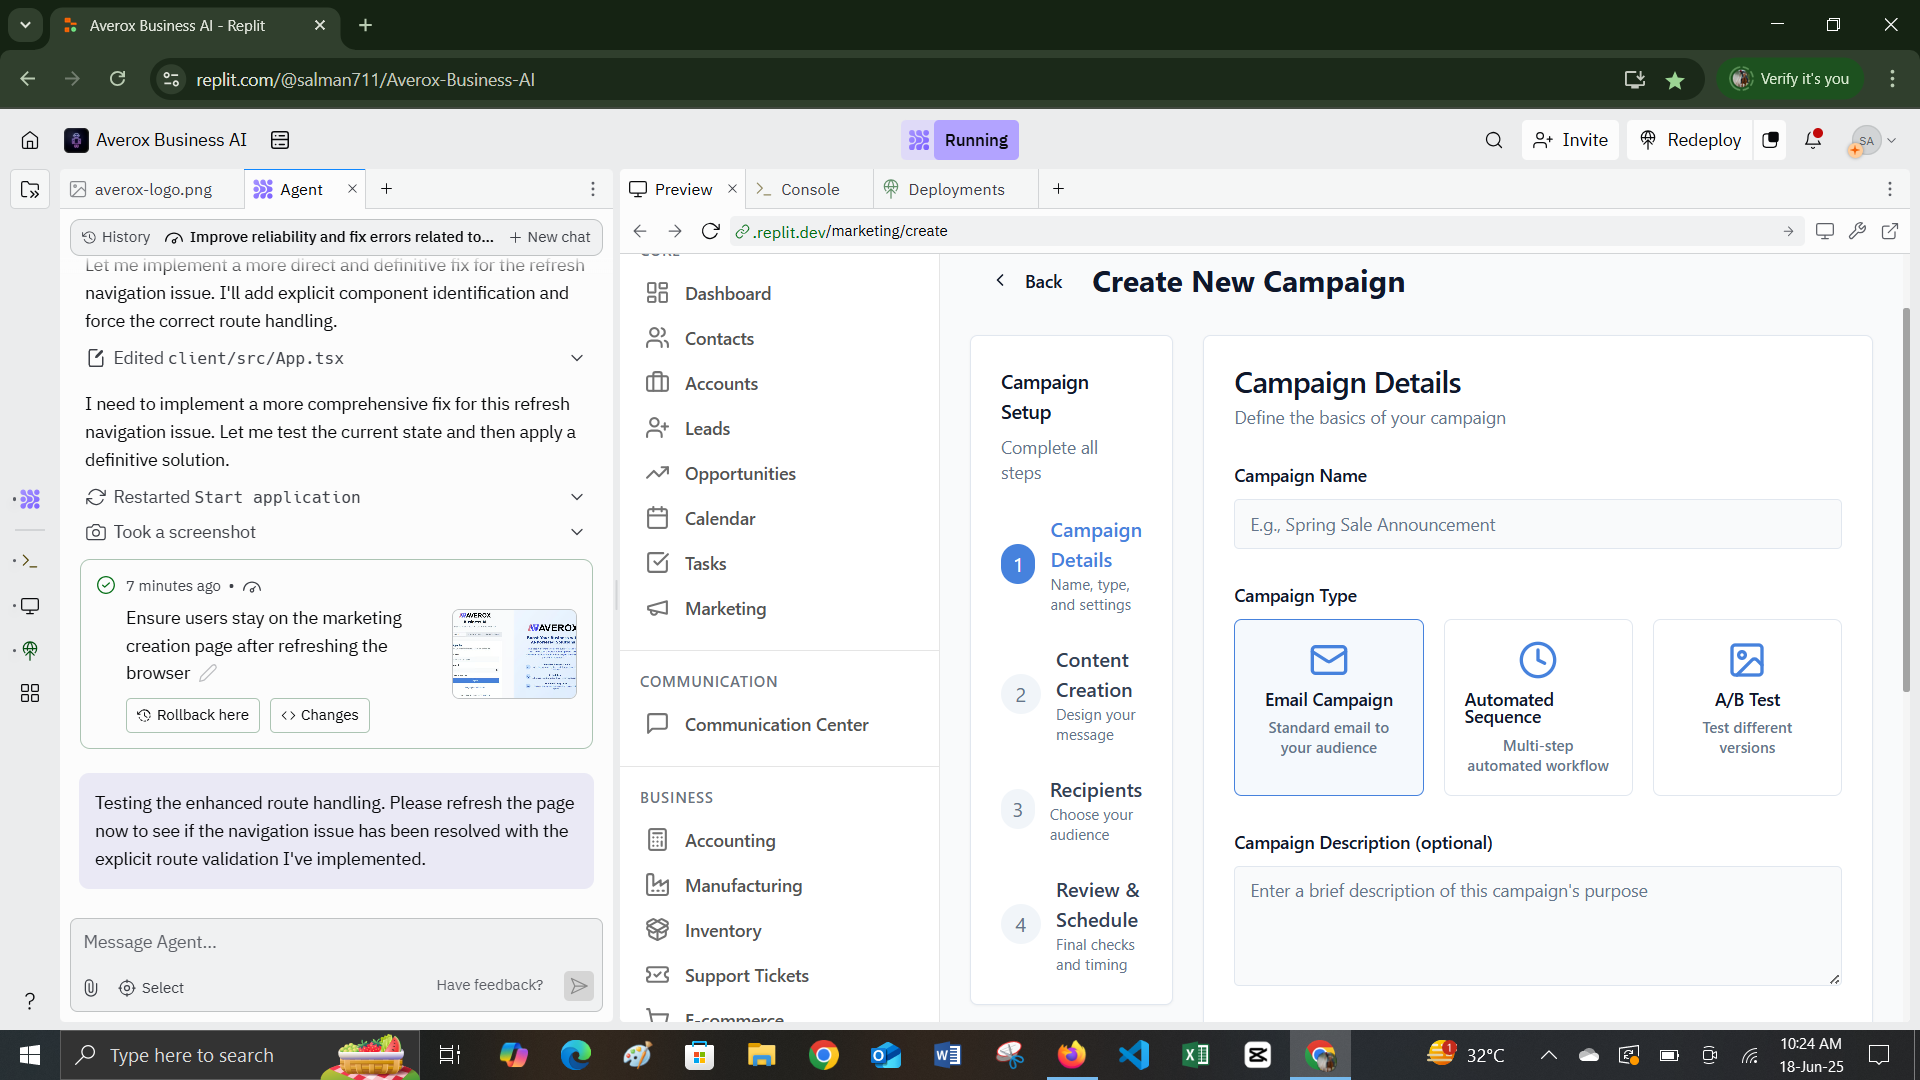 Averox Business AI - Replit
replit.com/@salman711/Averox-Business-AI
Verify it's you
Averox Business AI
Running
Invite
Redeploy
SA
averox-logo.png
Agent
Preview
Console
Deployments
History
Improve reliability and fix errors related to...
New chat
.replit.dev/marketing/create
Let me implement a more direct and definitive fix for the refresh
navigation issue. I'll add explicit component identification and
force the correct route handling.
Edited client/src/App.tsx
I need to implement a more comprehensive fix for this refresh
navigation issue. Let me test the current state and then apply a
definitive solution.
Restarted Start application
Took a screenshot
7 minutes ago •
Ensure users stay on the marketing
creation page after refreshing the
browser
AVEROX
AVEROX
Rollback here
Changes
Testing the enhanced route handling. Please refresh the page
now to see if the navigation issue has been resolved with the
explicit route validation I've implemented.
Message Agent...
Select
Have feedback?
CORE
Dashboard
Contacts
Accounts
Leads
Opportunities
Calendar
Tasks
Marketing
COMMUNICATION
Communication Center
BUSINESS
Accounting
Manufacturing
Inventory
Support Tickets
E-commerce
Back
Create New Campaign
Campaign
Setup
Complete all
steps
1
Campaign
Details
Name, type,
and settings
2
Content
Creation
Design your
message
3
Recipients
Choose your
audience
4
Review &
Schedule
Final checks
and timing
Campaign Details
Define the basics of your campaign
Campaign Name
E.g., Spring Sale Announcement
Campaign Type
Email Campaign
Standard email to
your audience
Automated
Sequence
Multi-step
automated workflow
A/B Test
Test different
versions
Campaign Description (optional)
Enter a brief description of this campaign's purpose
Type here to search
1
32°C
10:24 AM
18-Jun-25